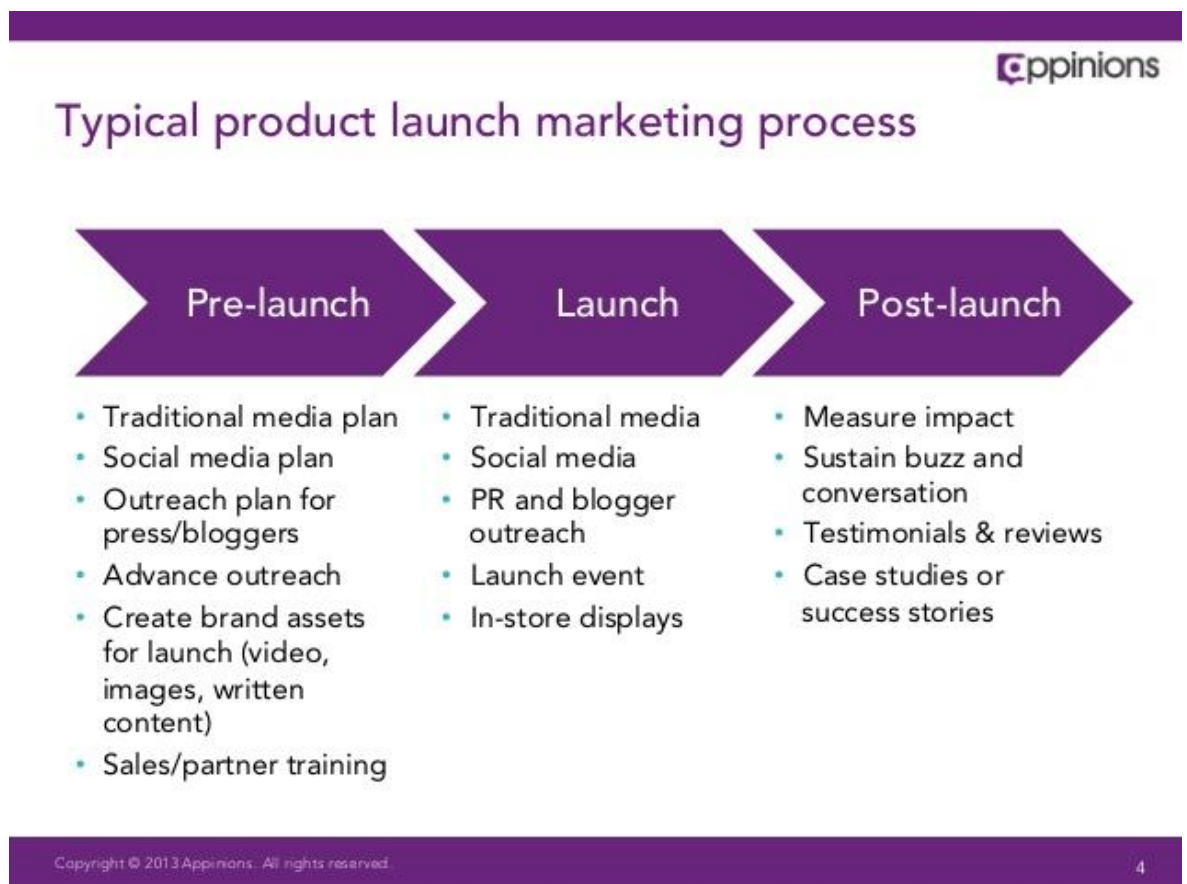 appinions
Typical product launch marketing process
Pre-launch
• Traditional media plan
• Social media plan
• Outreach plan for
press/bloggers
• Advance outreach
• Create brand assets
for launch (video,
images, written
content)
• Sales/partner training
Launch
• Traditional media
• Social media
• PR and blogger
outreach
• Launch event
• In-store displays
Post-launch
• Measure impact
• Sustain buzz and
conversation
• Testimonials & reviews
• Case studies or
success stories
Copyright © 2013 Appinions. All rights reserved.
4